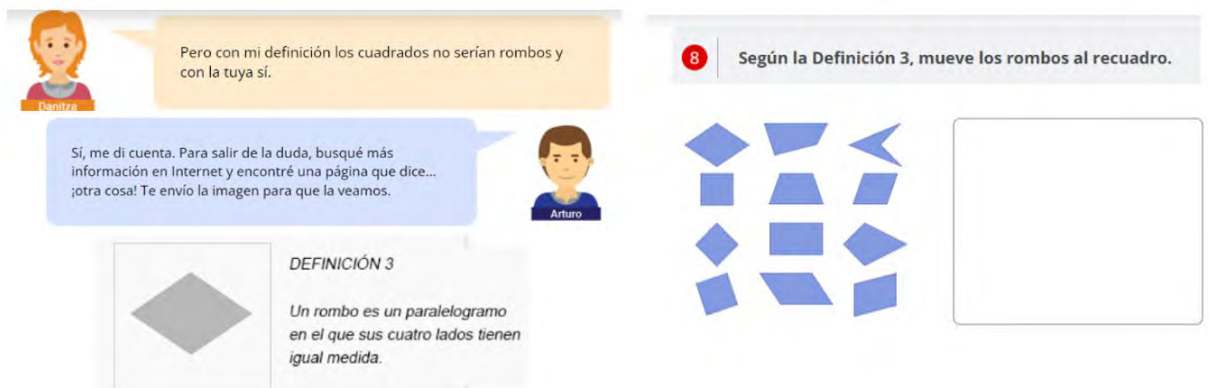 Pero con mi definición los cuadrados no serían rombos y
con la tuya sí.
Danitza
Sí, me di cuenta. Para salir de la duda, busqué más
información en Internet y encontré una página que dice...
¡otra cosa! Te envío la imagen para que la veamos.
Arturo
DEFINICIÓN 3
Un rombo es un paralelogramo
en el que sus cuatro lados tienen
igual medida.
8
Según la Definición 3, mueve los rombos al recuadro.